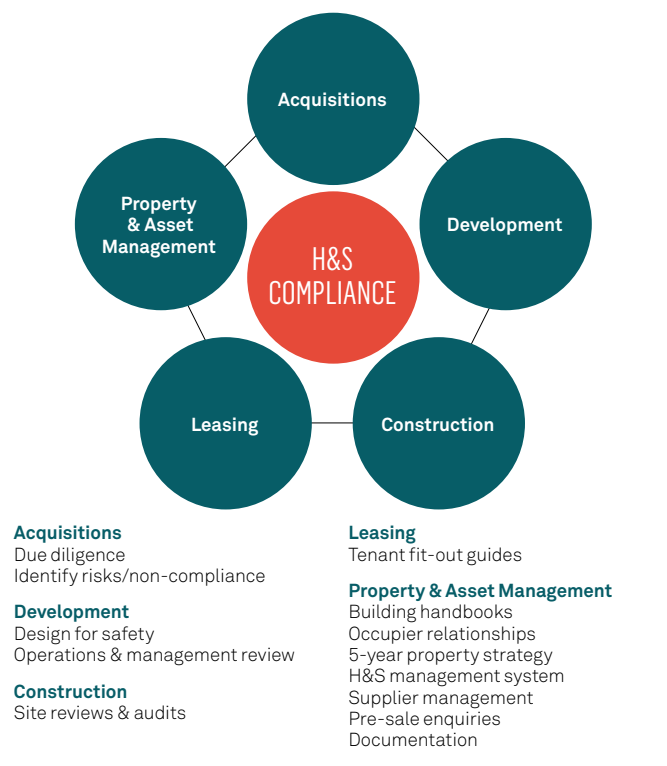 Acquisitions
Property
& Asset
Management
Development
H&S
COMPLIANCE
Leasing
Construction
Acquisitions
Due diligence
Identify risks/non-compliance
Development
Design for safety
Operations & management review
Construction
Site reviews & audits
Leasing
Tenant fit-out guides
Property & Asset Management
Building handbooks
Occupier relationships
5-year property strategy
H&S management system
Supplier management
Pre-sale enquiries
Documentation